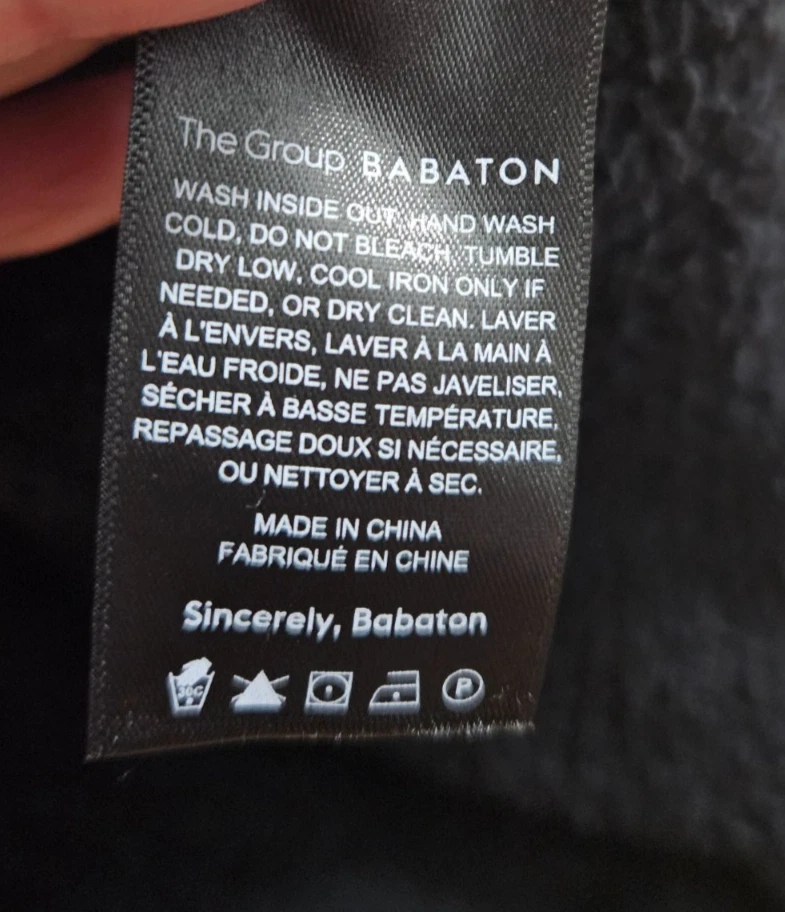 The Group BABATON
WASH INSIDE OUT, HAND WASH
COLD, DO NOT BLEACH, TUMBLE
DRY LOW, COOL IRON ONLY IF
NEEDED, OR DRY CLEAN. LAVER
À L'ENVERS, LAVER À LA MAIN À
L'EAU FROIDE, NE PAS JAVELISER,
SÉCHER À BASSE TEMPÉRATURE,
REPASSAGE DOUX SI NÉCESSAIRE,
OU NETTOYER À SEC.
MADE IN CHINA
FABRIQUÉ EN CHINE
Sincerely, Babaton
30C P